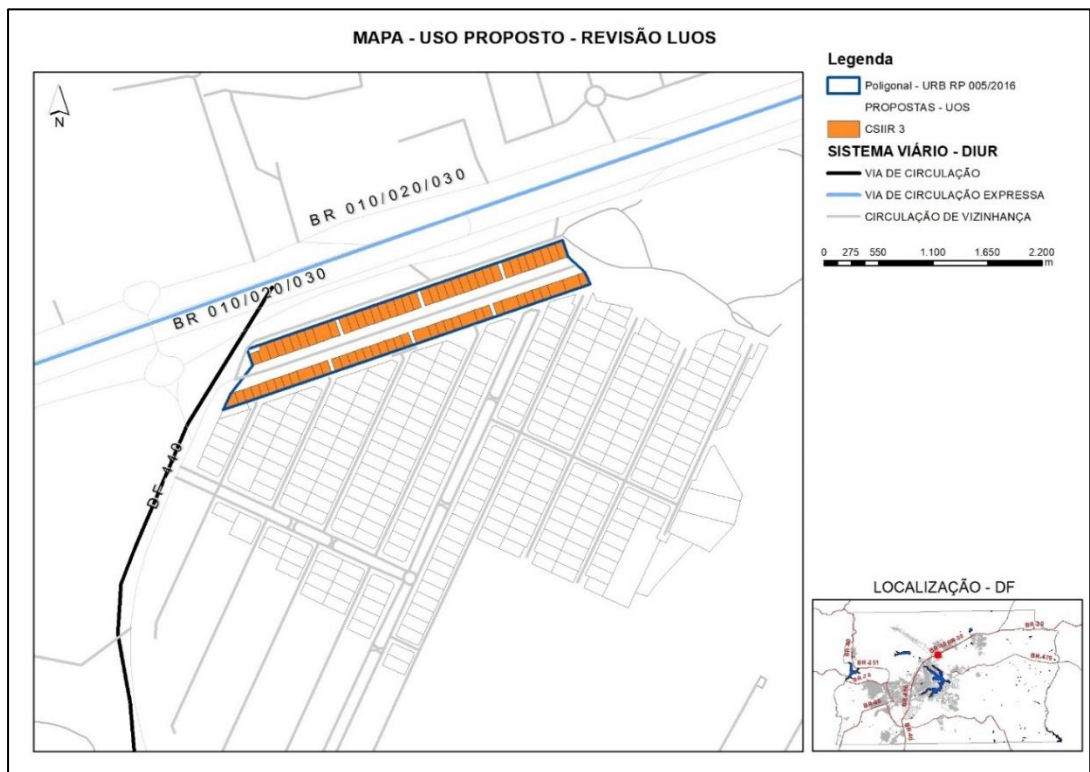 MAPA - USO PROPOSTO - REVISÃO LUOS
N
BR 010/020/030
BR 010/020/030
Legenda
Poligonal - URB RP 005/2016
PROPOSTAS - UOS
CSIIR 3
SISTEMA VIÁRIO - DIUR
VIA DE CIRCULAÇÃO
VIA DE CIRCULAÇÃO EXPRESSA
CIRCULAÇÃO DE VIZINHANÇA
0 275 550 1.100 1.650 2.200
m
DF 440
LOCALIZAÇÃO - DF